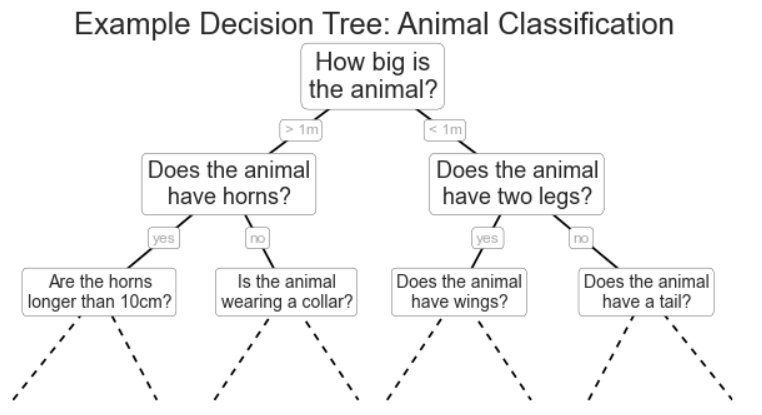 Example Decision Tree: Animal Classification
How big is
the animal?
> 1m
< 1m
Does the animal
have horns?
Does the animal
have two legs?
yes
no
yes
no
Are the horns
longer than 10cm?
Is the animal
wearing a collar?
Does the animal
have wings?
Does the animal
have a tail?